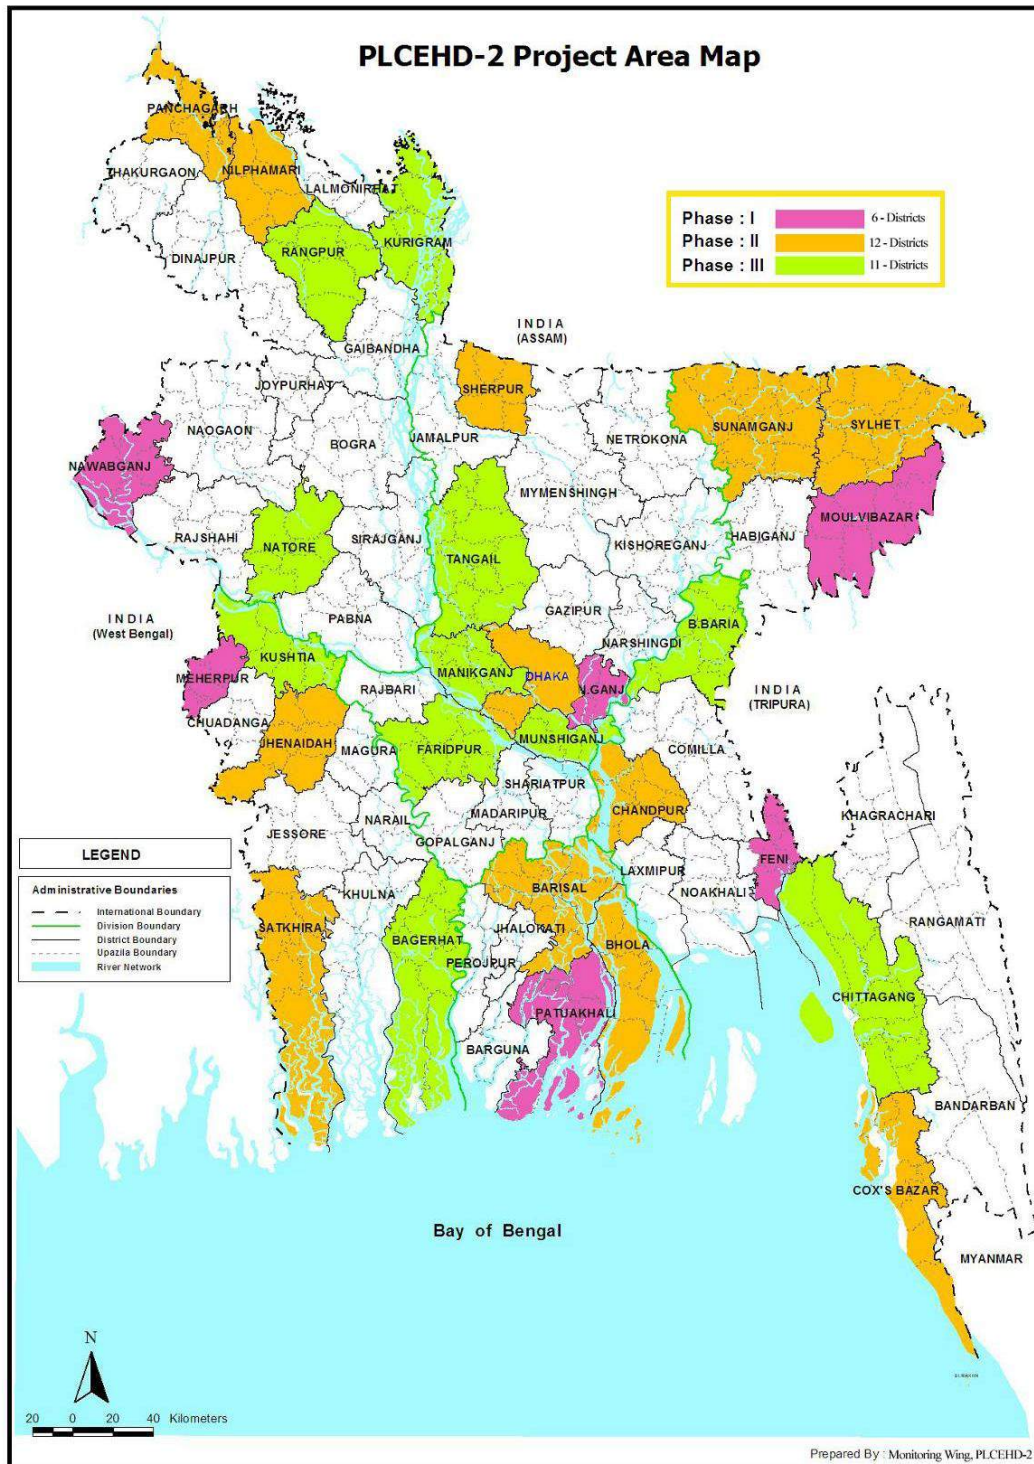 PLCEHD-2 Project Area Map
Phase : I 6 - Districts
Phase : II 12 - Districts
Phase : III 11 - Districts
PANCHAGARH
THAKURGAON
NILPHAMARI
LALMONIRHAT
DINAJPUR
RANGPUR
KURIGRAM
GAIBANDHA
INDIA
(ASSAM)
JOYPURHAT
SHERPUR
NAOGAON
BOGRA
JAMALPUR
NETROKONA
SUNAMGANJ
SYLHET
NAWABGANJ
MYMENSHINGH
MOULVIBAZAR
RAJSHAHI
NATORE
SIRAJGANJ
TANGAIL
KISHOREGANJ
HABIGANJ
INDIA
(West Bengal)
PABNA
GAZIPUR
NARSHINGDI
B.BARIA
KUSHTIA
MEHERPUR
MANIKGANJ
DHAKA
N.GANJ
RAJBARI
INDIA
(TRIPURA)
CHUADANGA
JHENAIDAH
MAGURA
FARIDPUR
MUNSHIGANJ
COMILLA
SHARIATPUR
CHANDPUR
MADARIPUR
JESSORE
NARAIL
GOPALGANJ
KHAGRACHARI
FENI
LAXMIPUR
NOAKHALI
KHULNA
BARISAL
SATKHIRA
BAGERHAT
JHALOKATI
BHOLA
RANGAMATI
PEROJPUR
CHITTAGANG
PATUAKHALI
BARGUNA
BANDARBAN
COX'S BAZAR
MYANMAR
Bay of Bengal
LEGEND
Administrative Boundaries
International Boundary
Division Boundary
District Boundary
Upazila Boundary
River Network
N
20 0 20 40 Kilometers
Prepared By : Monitoring Wing, PLCEHD-2